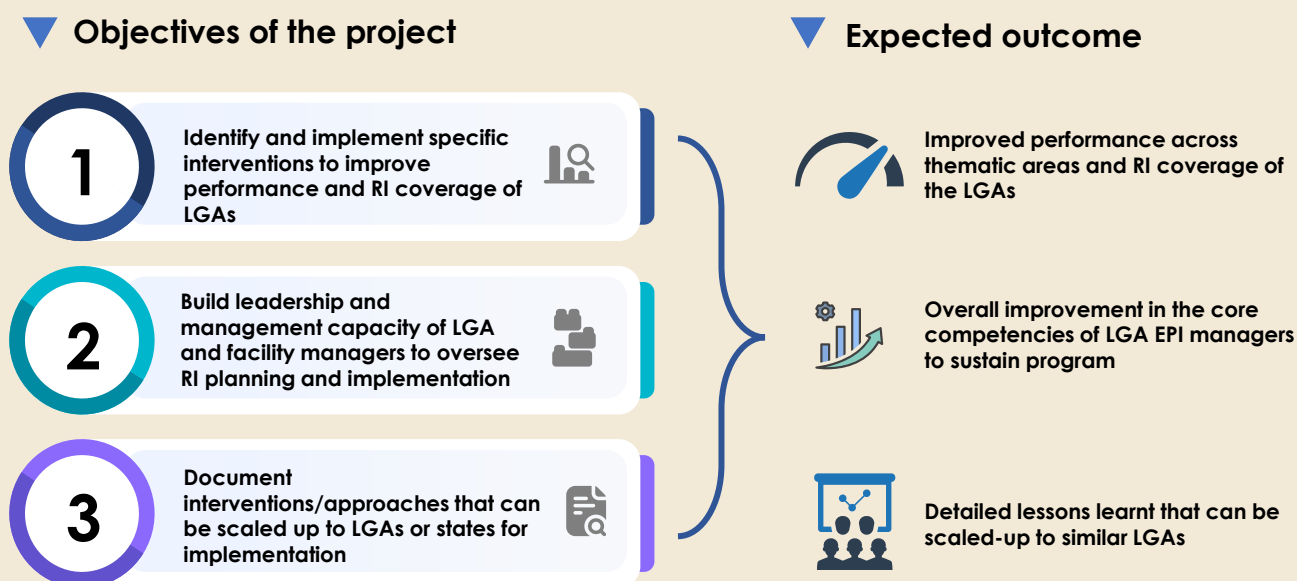 Objectives of the project
1
Identify and implement specific
interventions to improve
performance and RI coverage of
LGAs
2
Build leadership and
management capacity of LGA
and facility managers to oversee
RI planning and implementation
3
Document
interventions/approaches that can
be scaled up to LGAs or states for
implementation
Expected outcome
Improved performance across
thematic areas and RI coverage of
the LGAs
Overall improvement in the core
competencies of LGA EPI managers
to sustain program
Detailed lessons learnt that can be
scaled-up to similar LGAs